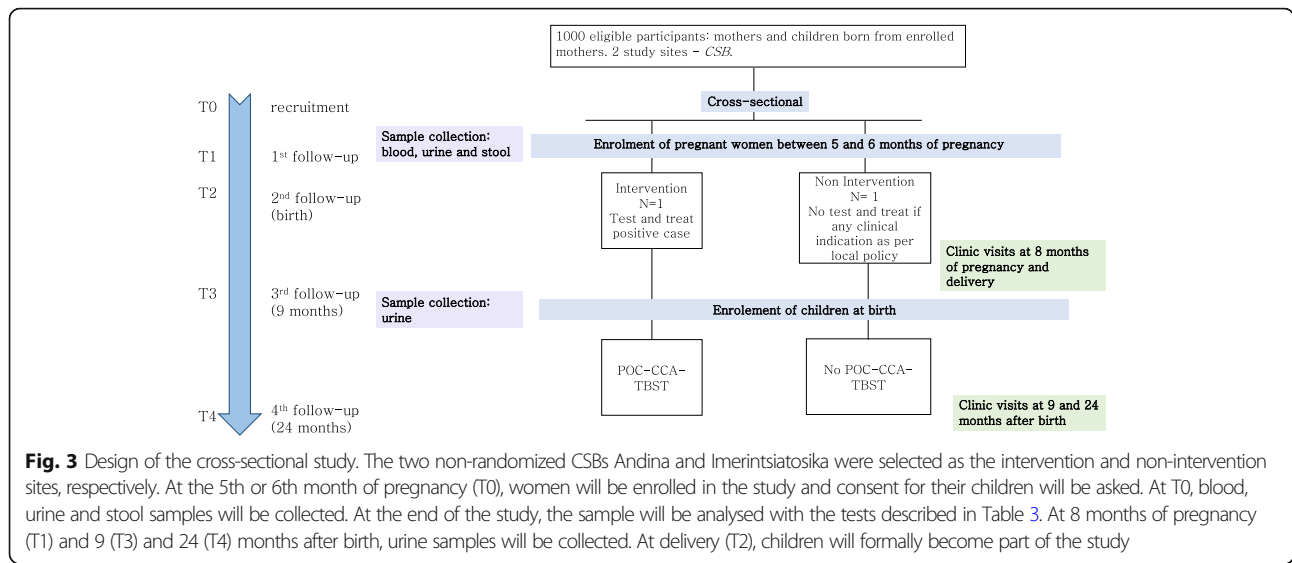 1000 eligible participants: mothers and children born from enrolled
mothers. 2 study sites – CSB.
Cross-sectional
T0 recruitment
Sample collection:
blood, urine and stool
Enrolment of pregnant women between 5 and 6 months of pregnancy
T1 1st follow-up
T2 2nd follow-up
(birth)
Intervention
N=1
Test and treat
positive case
Non Intervention
N= 1
No test and treat if
any clinical
indication as per
local policy
Clinic visits at 8 months
of pregnancy and
delivery
T3 3rd follow-up
(9 months)
Sample collection:
urine
Enrolement of children at birth
POC-CCA-
TBST
No POC-CCA-
TBST
T4 4th follow-up
(24 months)
Clinic visits at 9 and 24
months after birth
Fig. 3 Design of the cross-sectional study. The two non-randomized CSBs Andina and Imerintsiatosika were selected as the intervention and non-intervention
sites, respectively. At the 5th or 6th month of pregnancy (T0), women will be enrolled in the study and consent for their children will be asked. At T0, blood,
urine and stool samples will be collected. At the end of the study, the sample will be analysed with the tests described in Table 3. At 8 months of pregnancy
(T1) and 9 (T3) and 24 (T4) months after birth, urine samples will be collected. At delivery (T2), children will formally become part of the study